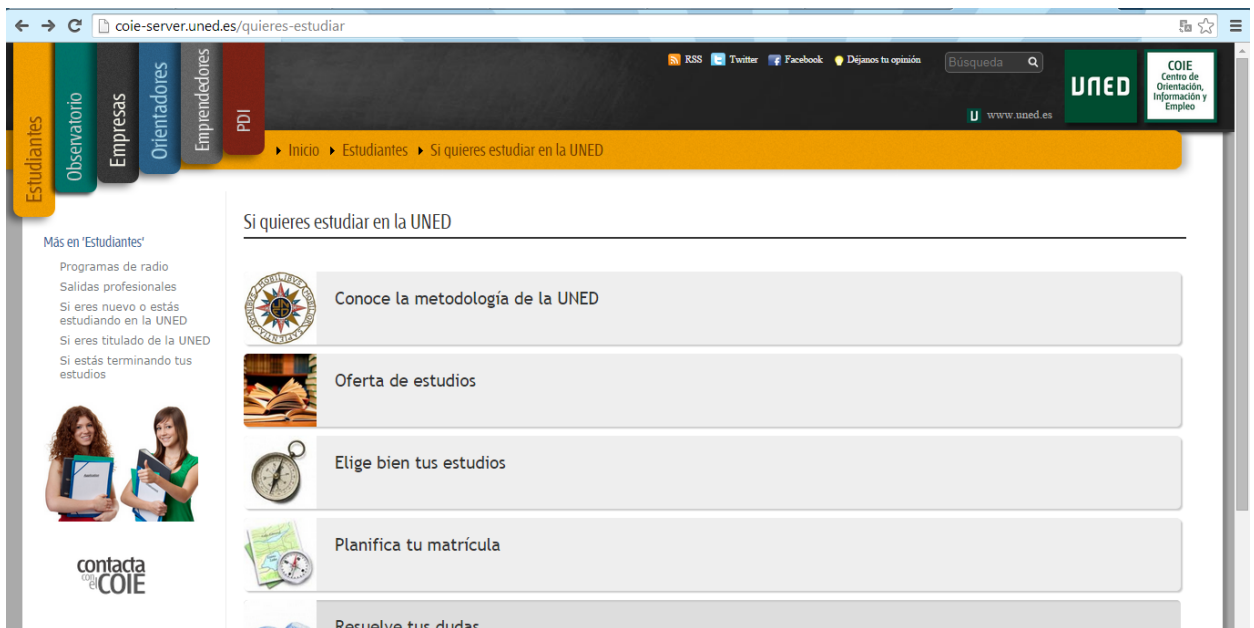 coie-server.uned.es/quieres-estudiar
Estudiantes
Observatorio
Empresas
Orientadores
Emprendedores
PDI
RSS Twitter Facebook Déjanos tu opinión
Búsqueda
U www.uned.es
UNED
COIE
Centro de
Orientación,
Información y
Empleo
Inicio Estudiantes Si quieres estudiar en la UNED
Más en 'Estudiantes'
Programas de radio
Salidas profesionales
Si eres nuevo o estás
estudiando en la UNED
Si eres titulado de la UNED
Si estás terminando tus
estudios
contacta
con el COIE
Si quieres estudiar en la UNED
Conoce la metodología de la UNED
Oferta de estudios
Elige bien tus estudios
Planifica tu matrícula
Resuelve tus dudas